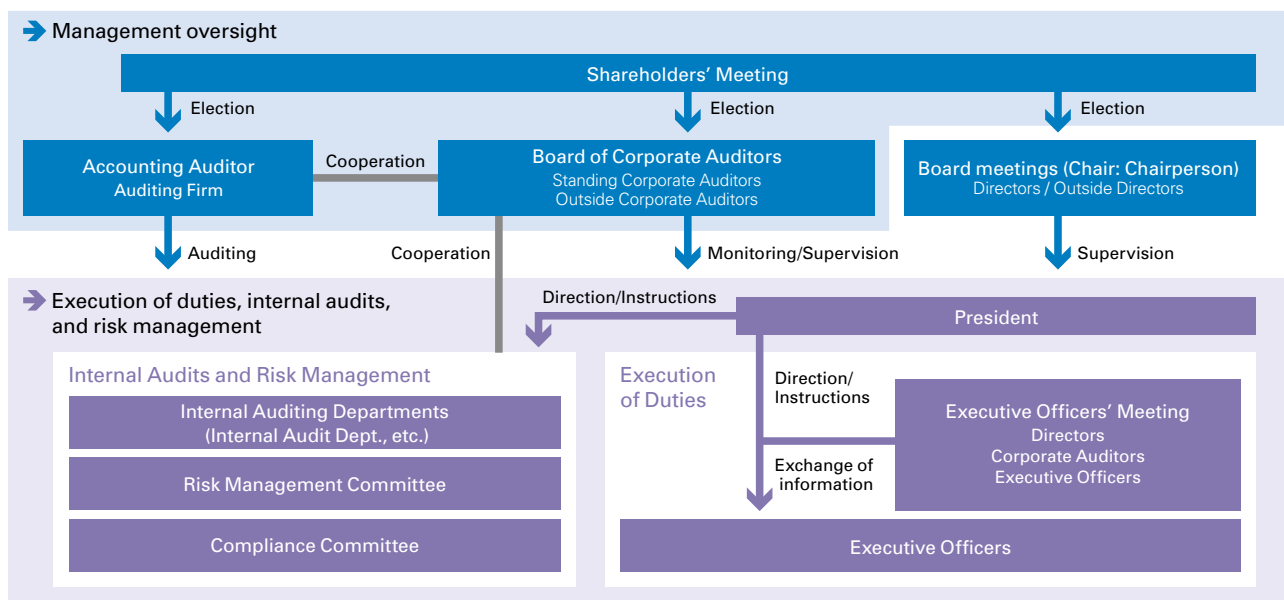 Management oversight
Shareholders’ Meeting
Election
Election
Election
Accounting Auditor
Auditing Firm
Cooperation
Board of Corporate Auditors
Standing Corporate Auditors
Outside Corporate Auditors
Board meetings (Chair: Chairperson)
Directors / Outside Directors
Auditing
Cooperation
Monitoring/Supervision
Supervision
Execution of duties, internal audits,
and risk management
Direction/Instructions
President
Internal Audits and Risk Management
Internal Auditing Departments
(Internal Audit Dept., etc.)
Risk Management Committee
Compliance Committee
Execution
of Duties
Direction/
Instructions
Exchange of
information
Executive Officers’ Meeting
Directors
Corporate Auditors
Executive Officers
Executive Officers